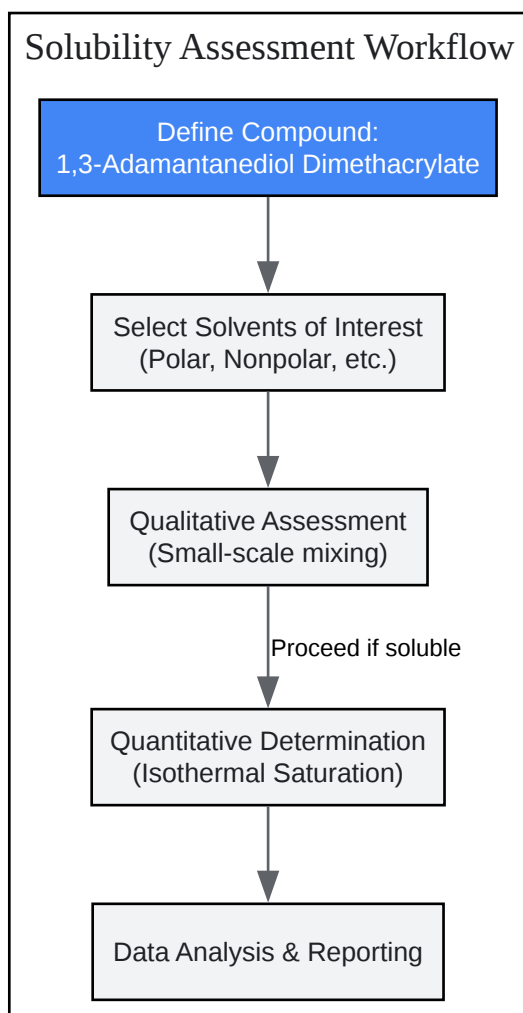 Solubility Assessment Workflow
Define Compound:
1,3-Adamantanediol Dimethacrylate
Select Solvents of Interest
(Polar, Nonpolar, etc.)
Qualitative Assessment
(Small-scale mixing)
Proceed if soluble
Quantitative Determination
(Isothermal Saturation)
Data Analysis & Reporting